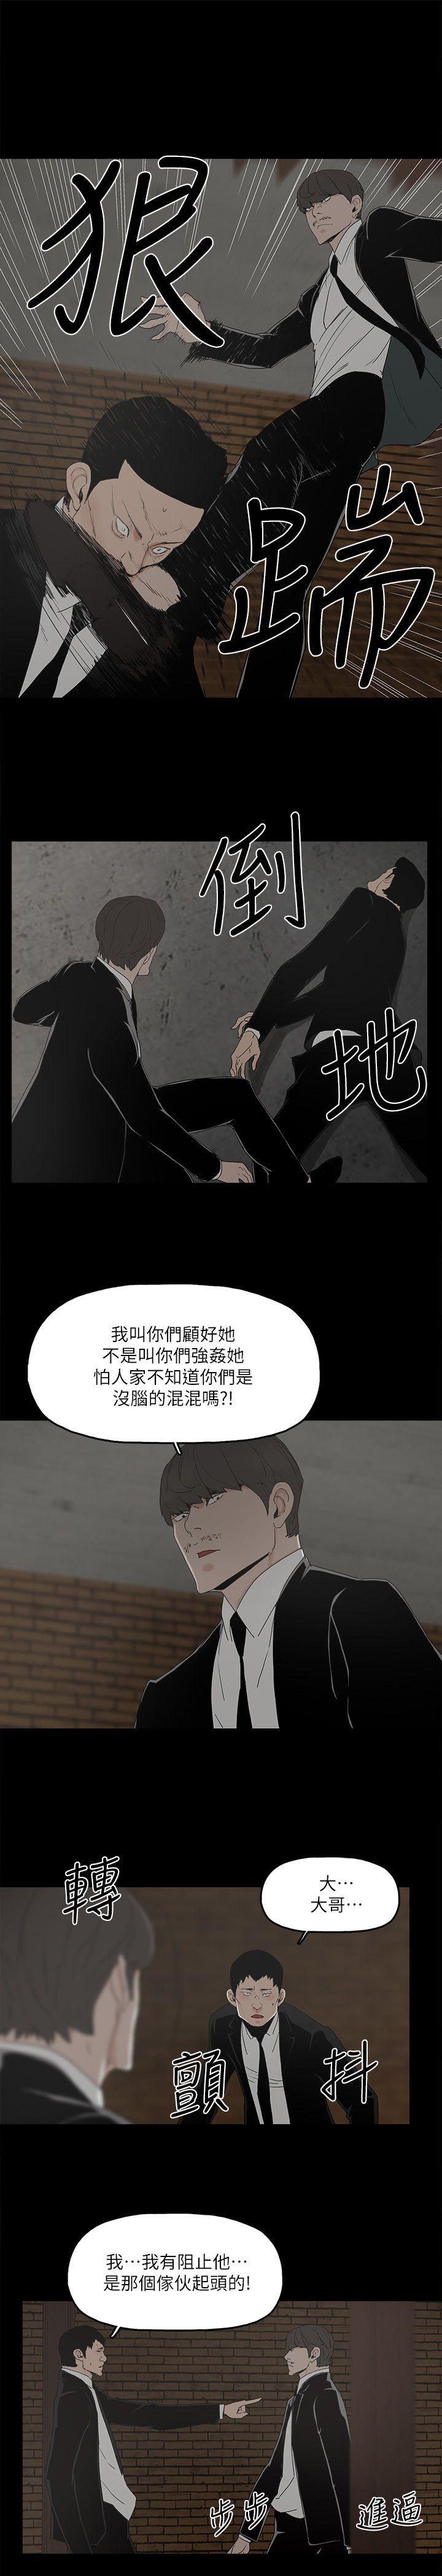 狠
踹
倒
地
我叫你們顧好她
不是叫你們強姦她
怕人家不知道你們是
沒腦的混混嗎?!
轉
大…
大哥…
顫
抖
我…我有阻止他…
是那個傢伙起頭的!
步步
進逼